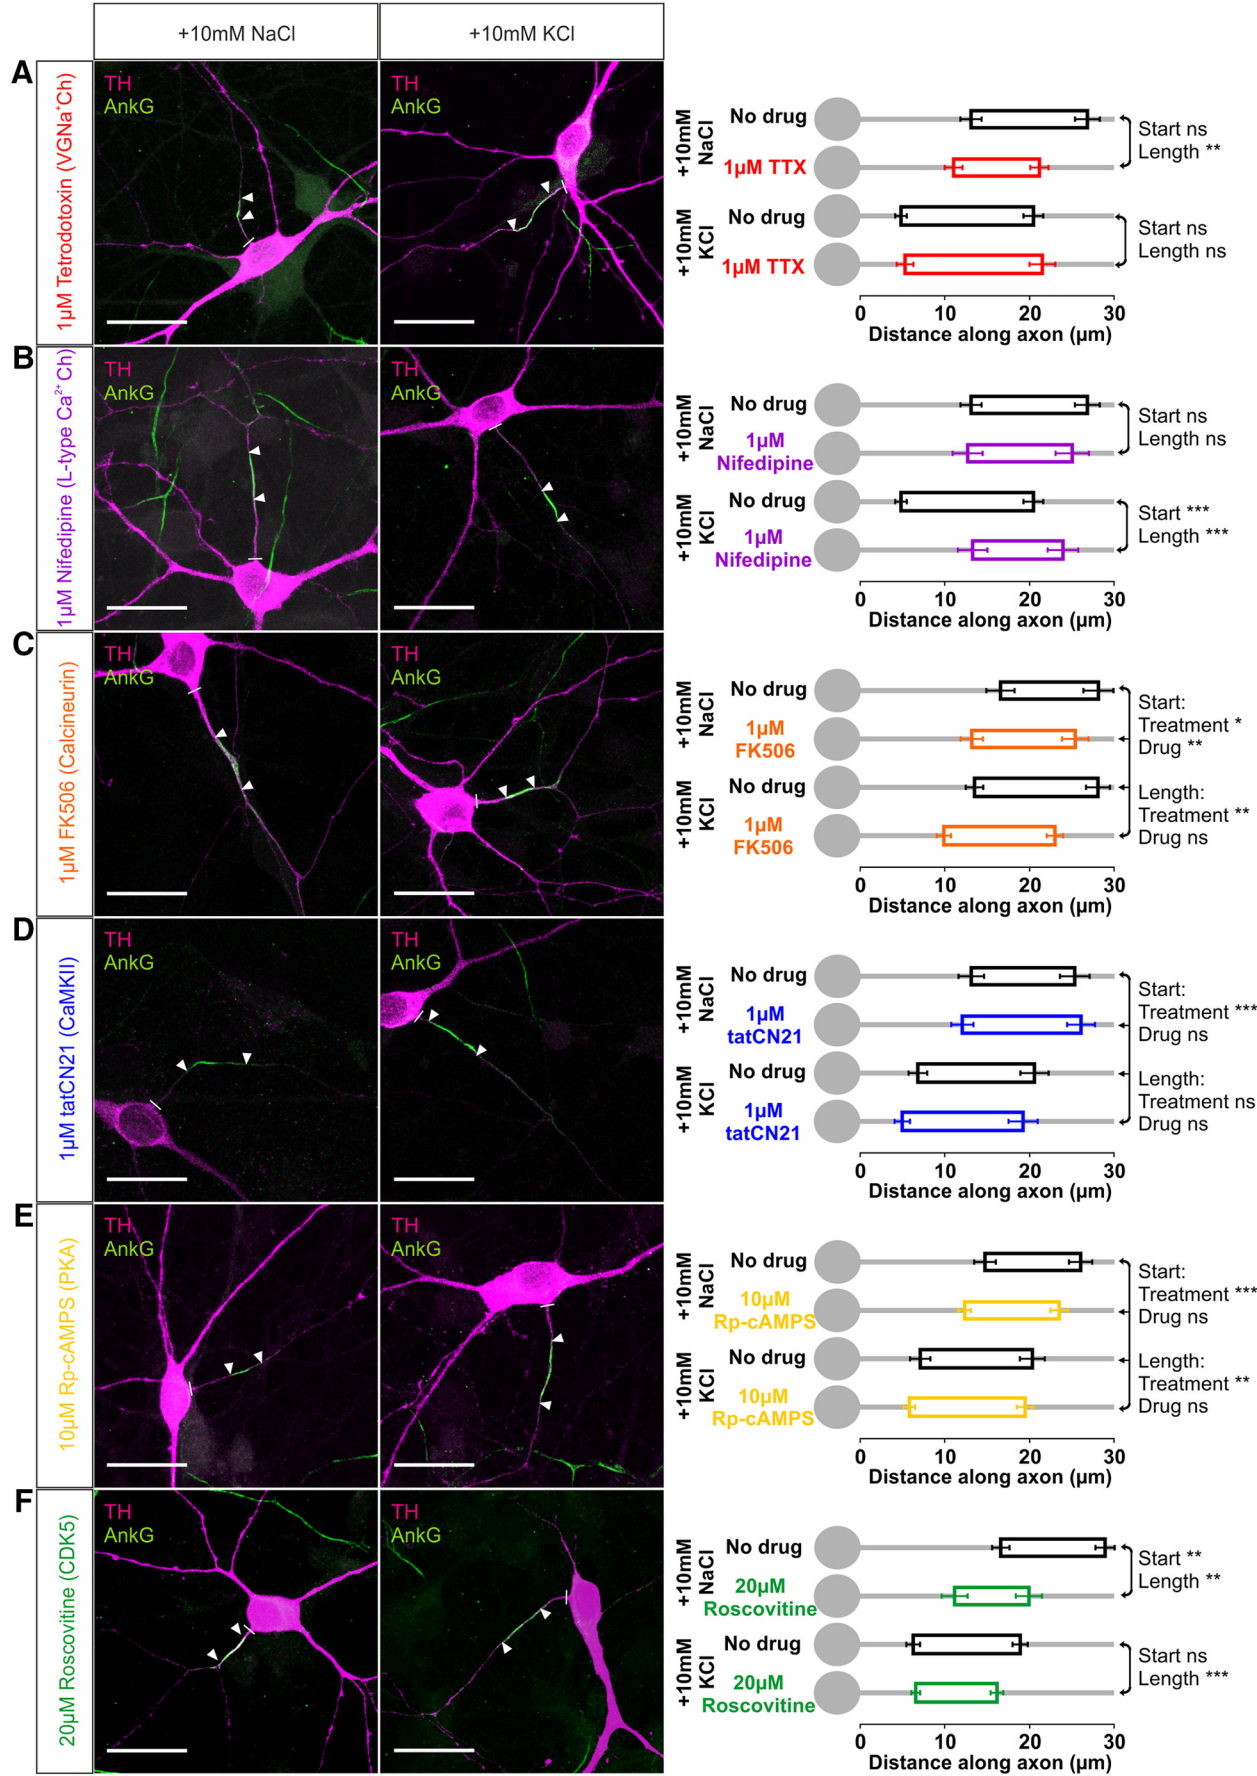 +10mM NaCl
+10mM KCl
A
1µM Tetrodotoxin (VGNa⁺Ch)
TH
AnkG
TH
AnkG
+10mM
NaCl
No drug
1µM TTX
+10mM
KCl
No drug
1µM TTX
Start ns
Length **
Start ns
Length ns
0 10 20 30
Distance along axon (µm)
B
1µM Nifedipine (L-type Ca²⁺Ch)
TH
AnkG
TH
AnkG
+10mM
NaCl
No drug
1µM
Nifedipine
+10mM
KCl
No drug
1µM
Nifedipine
Start ns
Length ns
Start ***
Length ***
0 10 20 30
Distance along axon (µm)
C
1µM FK506 (Calcineurin)
TH
AnkG
TH
AnkG
+10mM
NaCl
No drug
1µM
FK506
+10mM
KCl
No drug
1µM
FK506
Start:
Treatment *
Drug **
Length:
Treatment **
Drug ns
0 10 20 30
Distance along axon (µm)
D
1µM tatCN21 (CaMKII)
TH
AnkG
TH
AnkG
+10mM
NaCl
No drug
1µM
tatCN21
+10mM
KCl
No drug
1µM
tatCN21
Start:
Treatment ***
Drug ns
Length:
Treatment ns
Drug ns
0 10 20 30
Distance along axon (µm)
E
10µM Rp-cAMPS (PKA)
TH
AnkG
TH
AnkG
+10mM
NaCl
No drug
10µM
Rp-cAMPS
+10mM
KCl
No drug
10µM
Rp-cAMPS
Start:
Treatment ***
Drug ns
Length:
Treatment **
Drug ns
0 10 20 30
Distance along axon (µm)
F
20µM Roscovitine (CDK5)
TH
AnkG
TH
AnkG
+10mM
NaCl
No drug
20µM
Roscovitine
+10mM
KCl
No drug
20µM
Roscovitine
Start **
Length **
Start ns
Length ***
0 10 20 30
Distance along axon (µm)